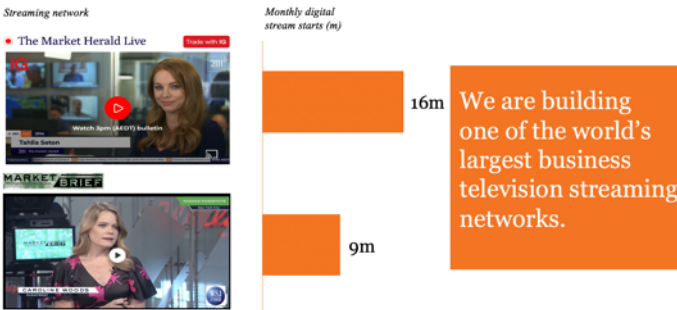 Streaming network
Monthly digital
stream starts (m)
The Market Herald Live
Trade with IG
IG
Watch 3pm (AEDT) bulletin
Tahlia Seton
16m
We are building
one of the world's
largest business
television streaming
networks.
MARKET BRIEF
9m
CAROLINE WOODS